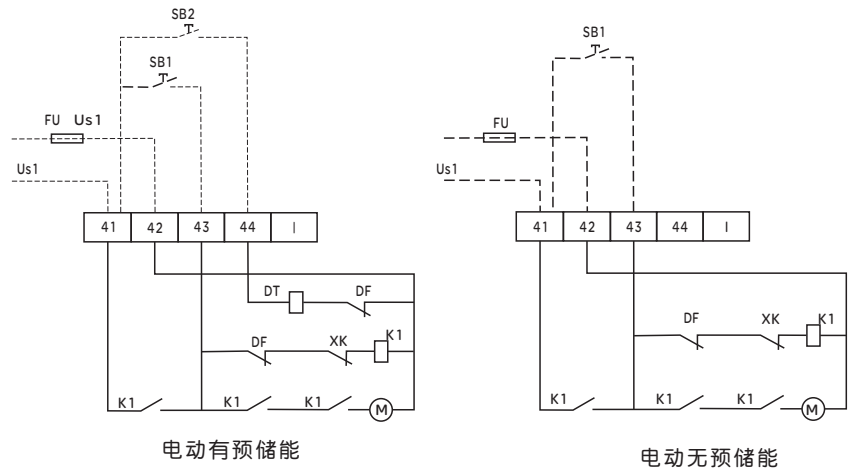 SB2
SB1
FU Us1
Us1
41 42 43 44 I
DT DF
DF XK K1
K1 K1 K1 M
电动有预储能
SB1
FU
Us1
41 42 43 44 I
DF XK K1
K1 K1 K1 M
电动无预储能